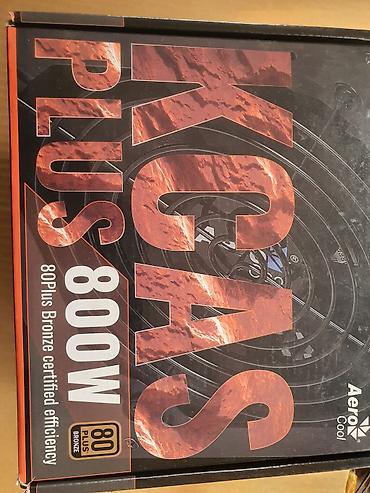 Aero
Cool
KCAS
PLUS 800W
80Plus Bronze certified efficiency
80
PLUS
BRONZE